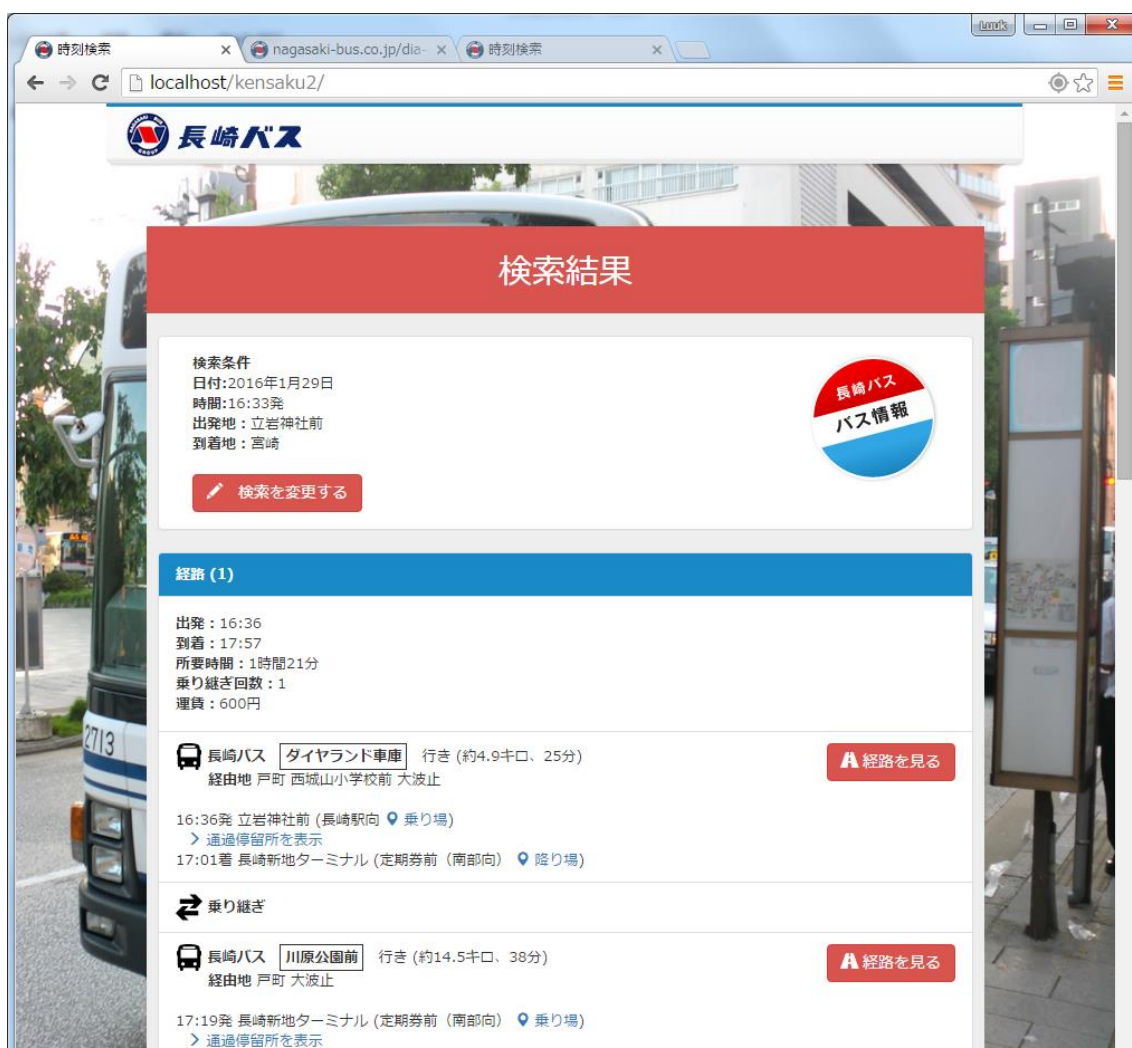 Luuk
時刻検索
nagasaki-bus.co.jp/dia-
時刻検索
localhost/kensaku2/
NAGASAKI BUS GROUP
長崎バス
検索結果
検索条件
日付:2016年1月29日
時間:16:33発
出発地：立岩神社前
到着地：宮崎
長崎バス
バス情報
検索を変更する
経路 (1)
出発：16:36
到着：17:57
所要時間：1時間21分
乗り継ぎ回数：1
運賃：600円
長崎バス ダイヤランド車庫 行き (約4.9キロ、25分)
経路を見る
経由地 戸町 西城山小学校前 大波止
16:36発 立岩神社前 (長崎駅向 乗り場)
通過停留所を表示
17:01着 長崎新地ターミナル (定期券前（南部向） 降り場)
乗り継ぎ
長崎バス 川原公園前 行き (約14.5キロ、38分)
経路を見る
経由地 戸町 大波止
17:19発 長崎新地ターミナル (定期券前（南部向） 乗り場)
通過停留所を表示
2713